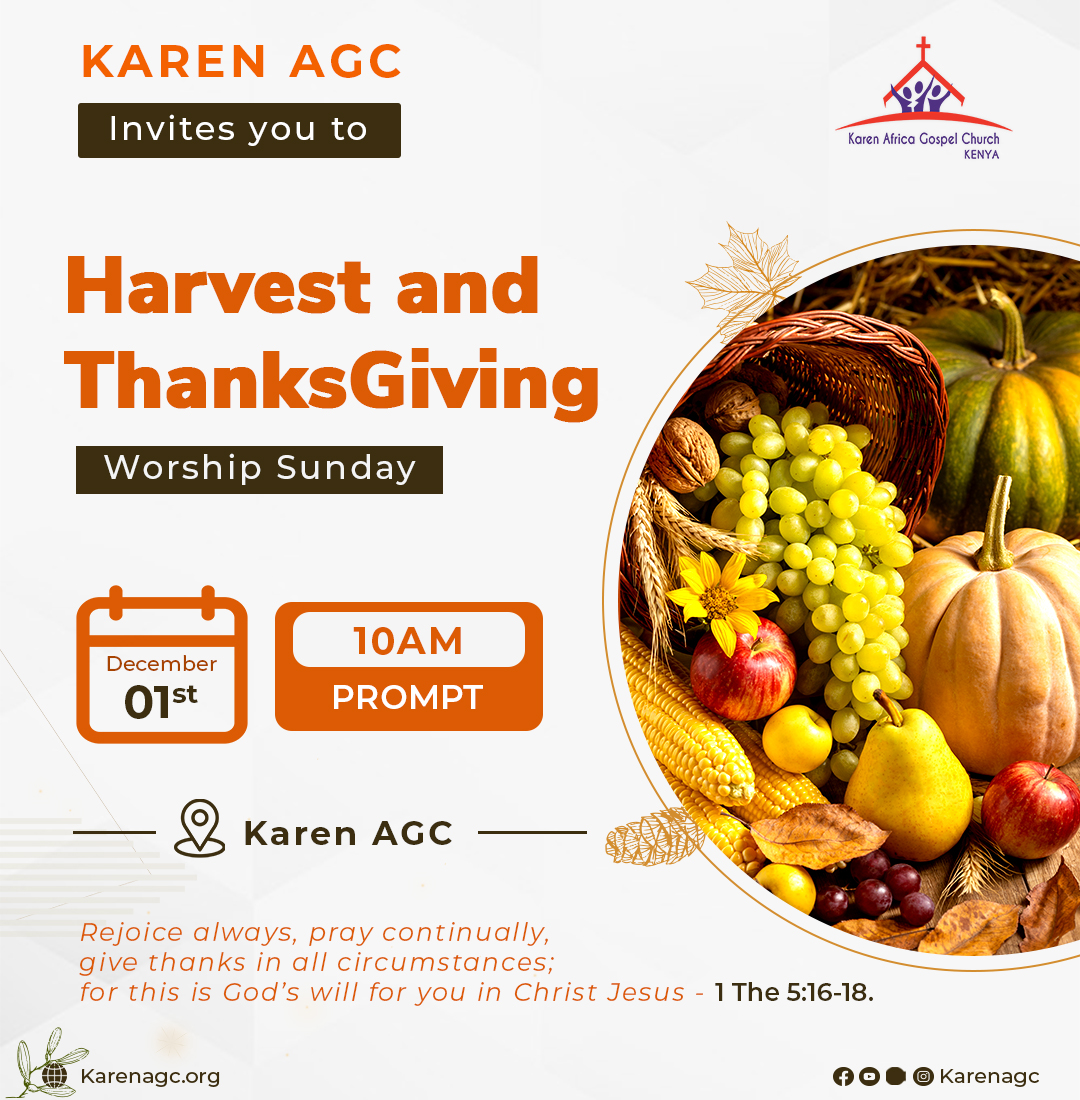 KAREN AGC
Invites you to
Karen Africa Gospel Church
KENYA
Harvest and
ThanksGiving
Worship Sunday
December
01st
10AM
PROMPT
Karen AGC
Rejoice always, pray continually,
give thanks in all circumstances;
for this is God’s will for you in Christ Jesus - 1 The 5:16-18.
Karenagc.org
Karenagc